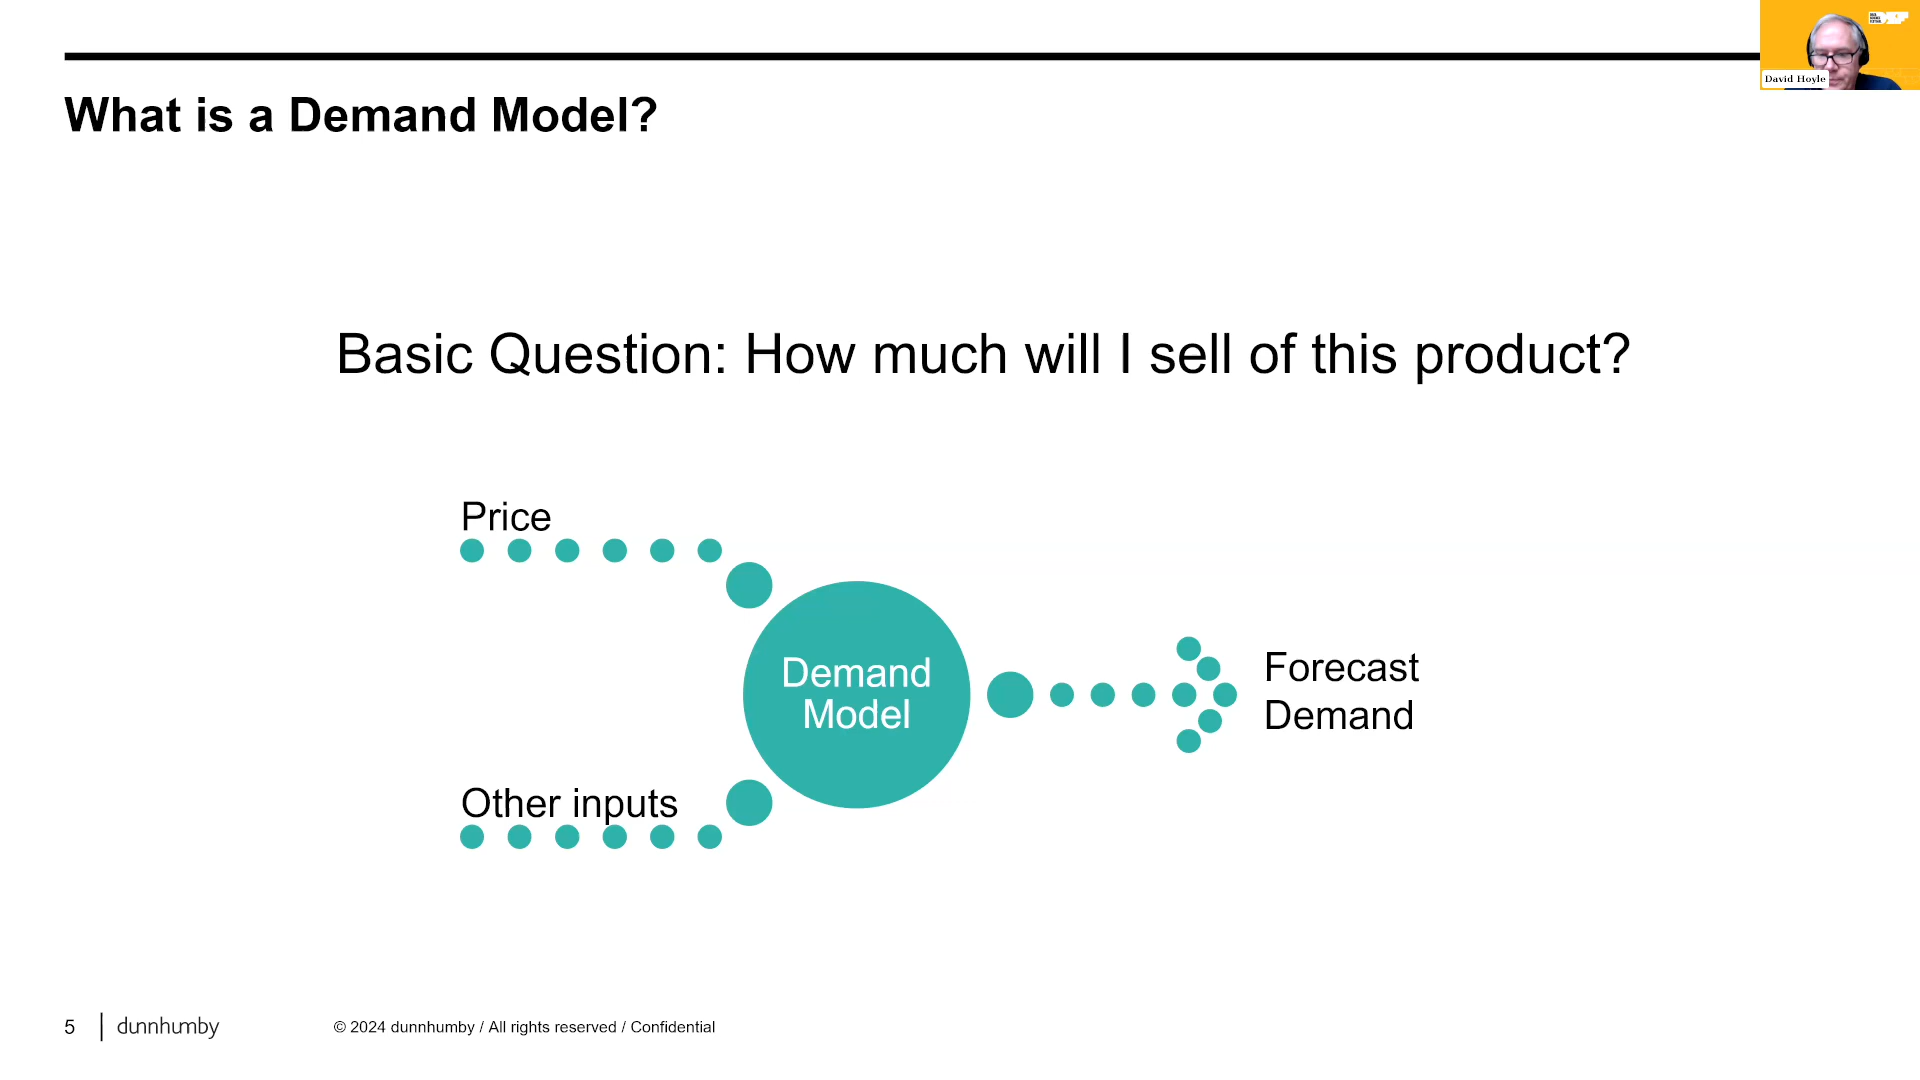 David Hoyle
What is a Demand Model?
Basic Question: How much will I sell of this product?
Price
Demand
Model
Forecast
Demand
Other inputs
5
dunnhumby
© 2024 dunnhumby / All rights reserved / Confidential